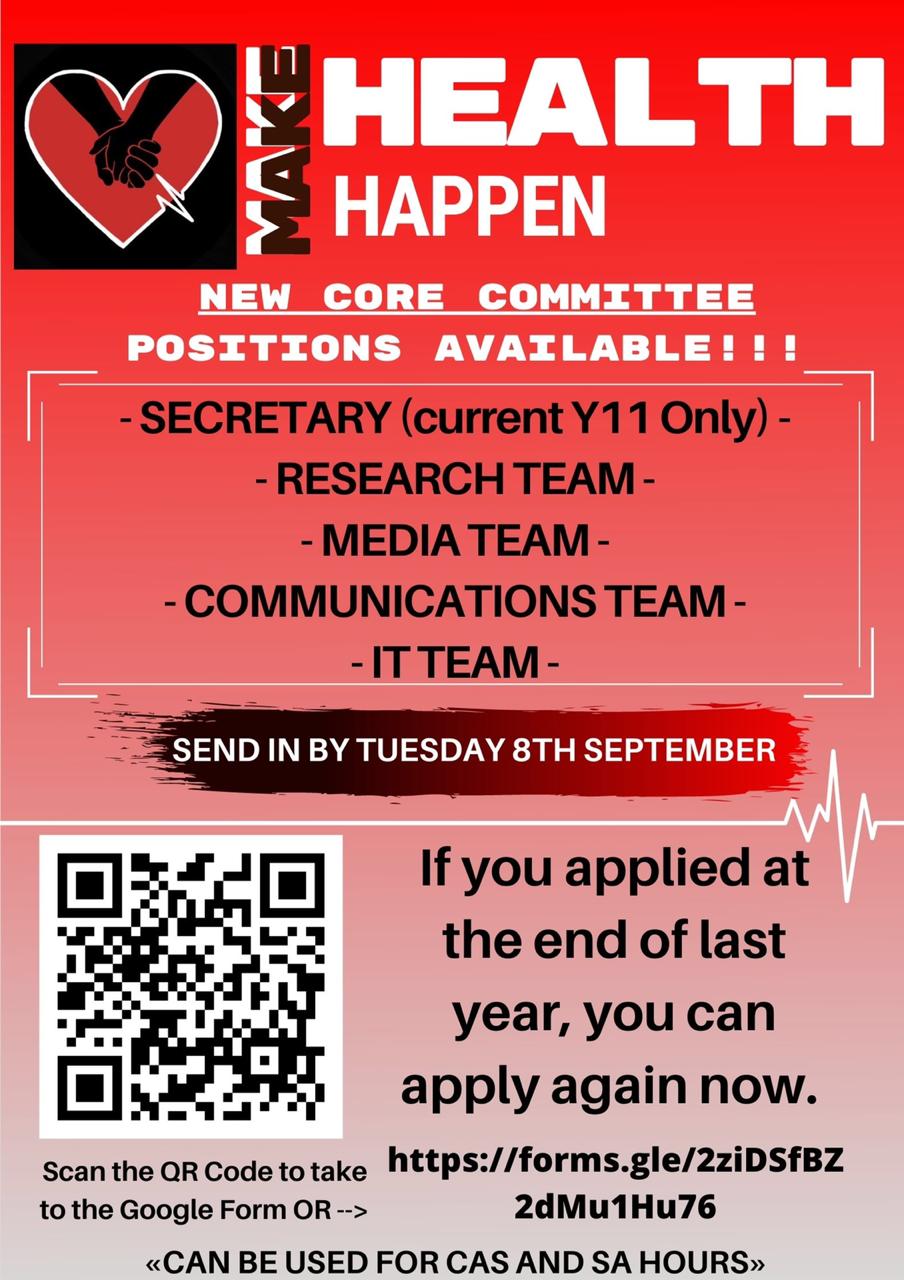 MAKE
HEALTH
HAPPEN
NEW CORE COMMITTEE
POSITIONS AVAILABLE!!!
- SECRETARY (current Y11 Only) -
- RESEARCH TEAM -
- MEDIA TEAM -
- COMMUNICATIONS TEAM -
- IT TEAM -
SEND IN BY TUESDAY 8TH SEPTEMBER
If you applied at
the end of last
year, you can
apply again now.
https://forms.gle/2ziDSfBZ
2dMu1Hu76
Scan the QR Code to take
to the Google Form OR -->
«CAN BE USED FOR CAS AND SA HOURS»